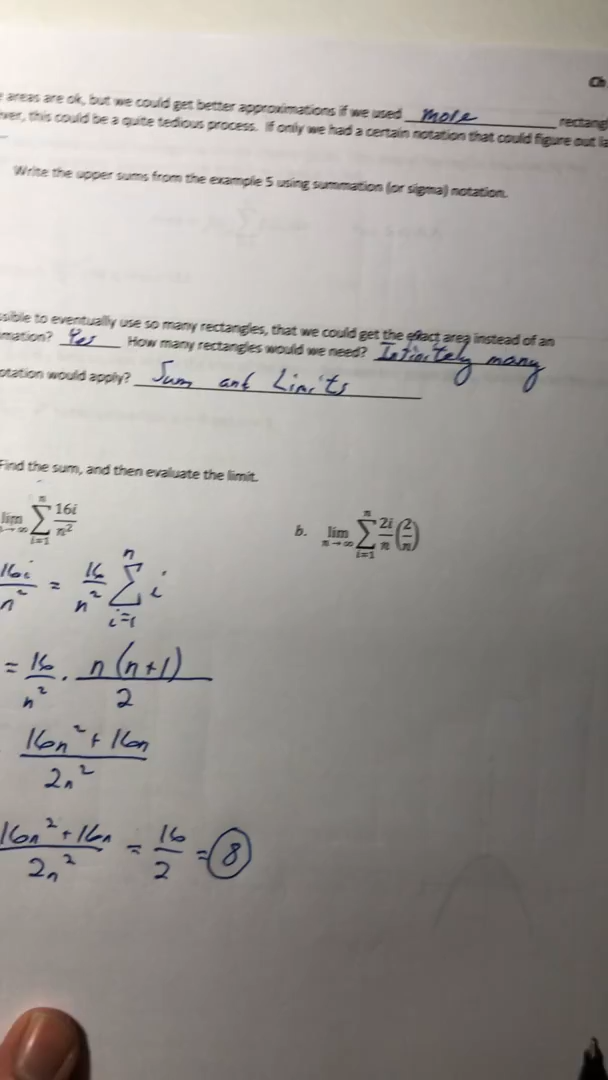 Ch
areas are ok, but we could get better approximations if we used more rectang
ver, this could be a quite tedious process. If only we had a certain notation that could figure out la
Write the upper sums from the example 5 using summation (or sigma) notation.
ssible to eventually use so many rectangles, that we could get the exact area instead of an
imation? Yes How many rectangles would we need? Infinitely many
otation would apply? Sum and Limits
Find the sum, and then evaluate the limit.
lim n→∞ ∑ i=1 n 16i/n²
b. lim n→∞ ∑ i=1 n 2i/n (2/n)
16i/n² = 16/n² ∑ i=1 n i
= 16/n² · n(n+1)/2
16n² + 16n / 2n²
16n² + 16n / 2n² = 16/2 = 8